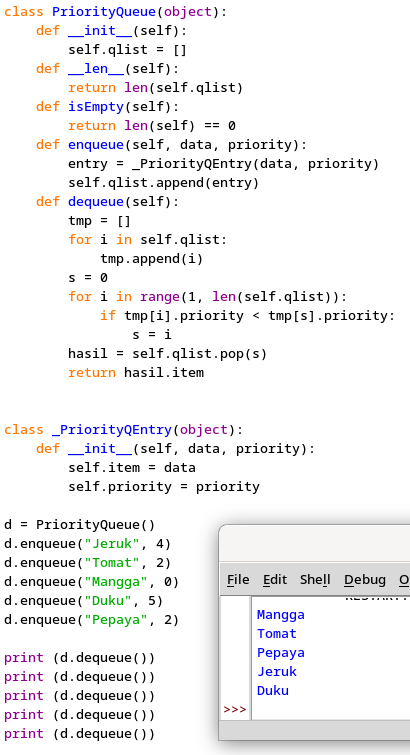 class PriorityQueue(object):
    def __init__(self):
        self.qlist = []
    def __len__(self):
        return len(self.qlist)
    def isEmpty(self):
        return len(self) == 0
    def enqueue(self, data, priority):
        entry = _PriorityQEntry(data, priority)
        self.qlist.append(entry)
    def dequeue(self):
        tmp = []
        for i in self.qlist:
            tmp.append(i)
        s = 0
        for i in range(1, len(self.qlist)):
            if tmp[i].priority < tmp[s].priority:
                s = i
        hasil = self.qlist.pop(s)
        return hasil.item
class _PriorityQEntry(object):
    def __init__(self, data, priority):
        self.item = data
        self.priority = priority
d = PriorityQueue()
d.enqueue("Jeruk", 4)
d.enqueue("Tomat", 2)
d.enqueue("Mangga", 0)
d.enqueue("Duku", 5)
d.enqueue("Pepaya", 2)
print (d.dequeue())
print (d.dequeue())
print (d.dequeue())
print (d.dequeue())
print (d.dequeue())
File Edit Shell Debug O
Mangga
Tomat
Pepaya
Jeruk
Duku
>>>